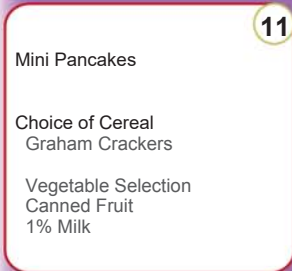 11
Mini Pancakes
Choice of Cereal
Graham Crackers
Vegetable Selection
Canned Fruit
1% Milk